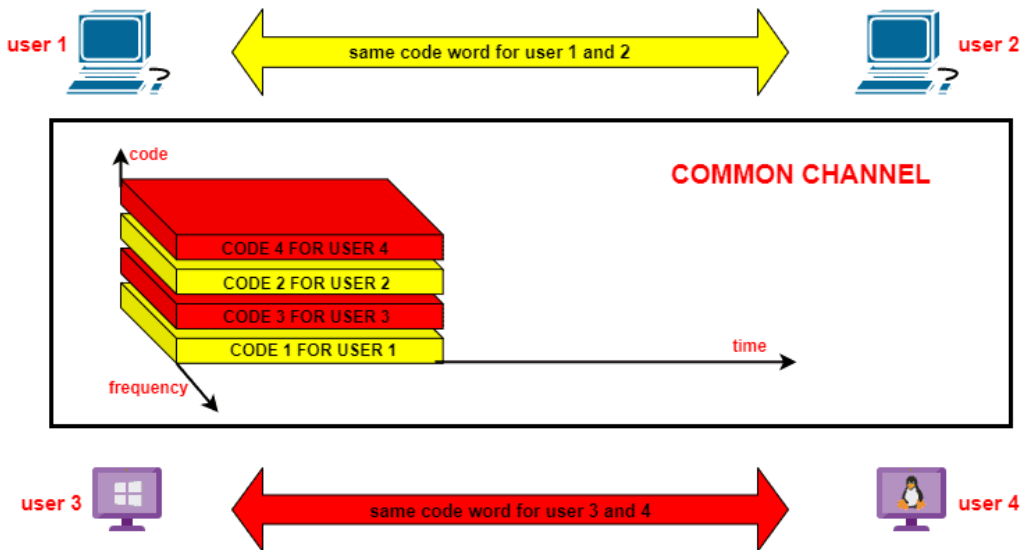 user 1
same code word for user 1 and 2
user 2
code
COMMON CHANNEL
CODE 4 FOR USER 4
CODE 2 FOR USER 2
CODE 3 FOR USER 3
CODE 1 FOR USER 1
time
frequency
user 3
same code word for user 3 and 4
user 4